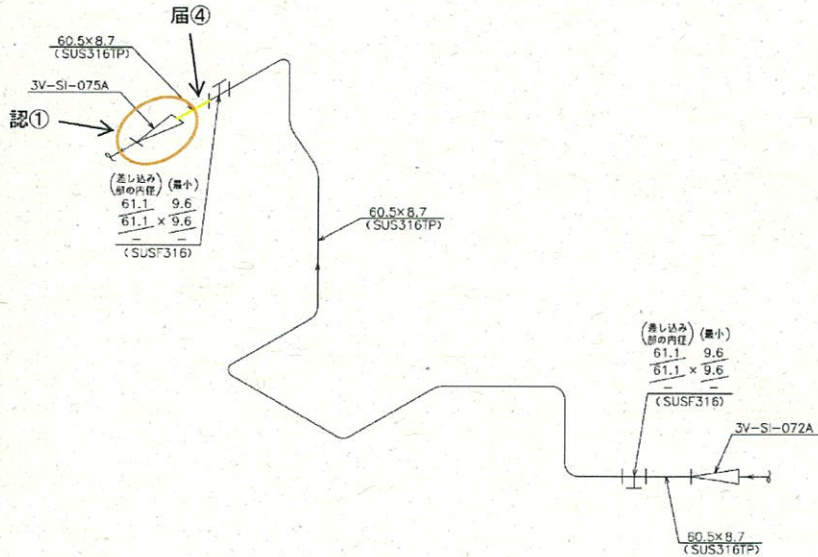 届④
60.5×8.7
(SUS316TP)
3V-SI-075A
認①
(差し込み部の内径) (最小)
61.1 9.6
61.1 × 9.6
- -
(SUSF316)
60.5×8.7
(SUS316TP)
(差し込み部の内径) (最小)
61.1 9.6
61.1 × 9.6
- -
(SUSF316)
3V-SI-072A
60.5×8.7
(SUS316TP)